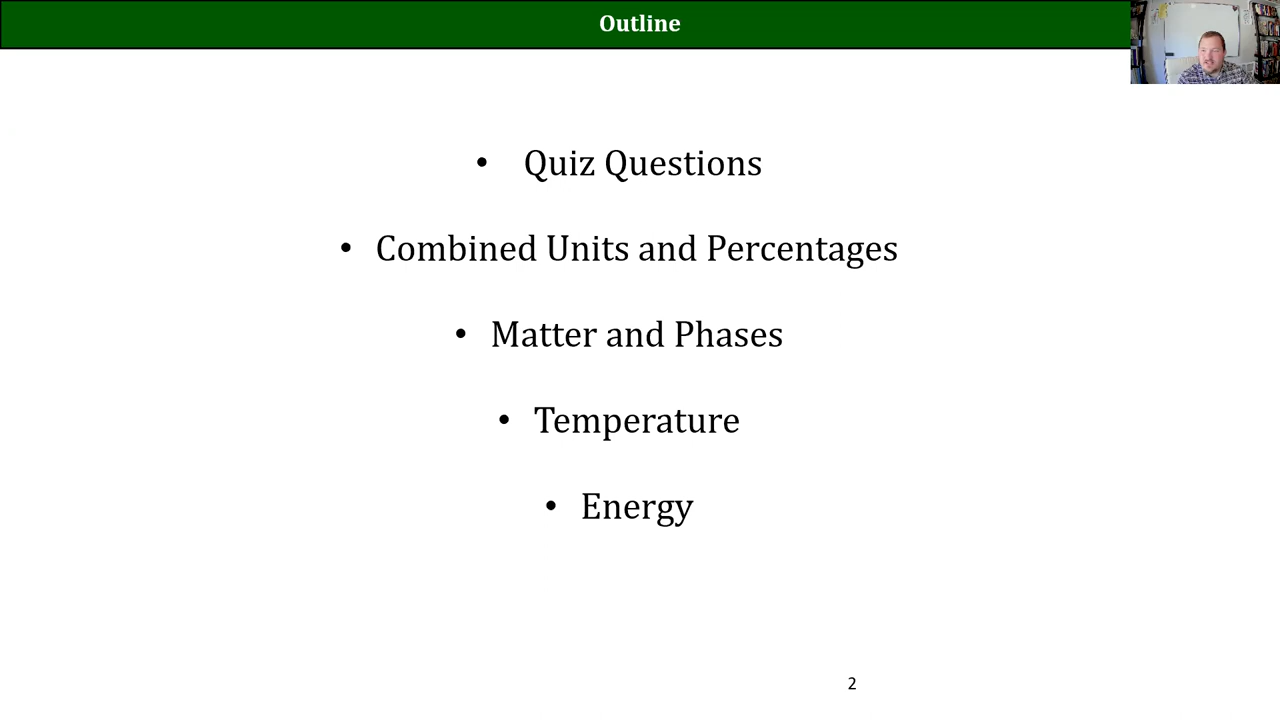 Outline
• Quiz Questions
• Combined Units and Percentages
• Matter and Phases
• Temperature
• Energy
2